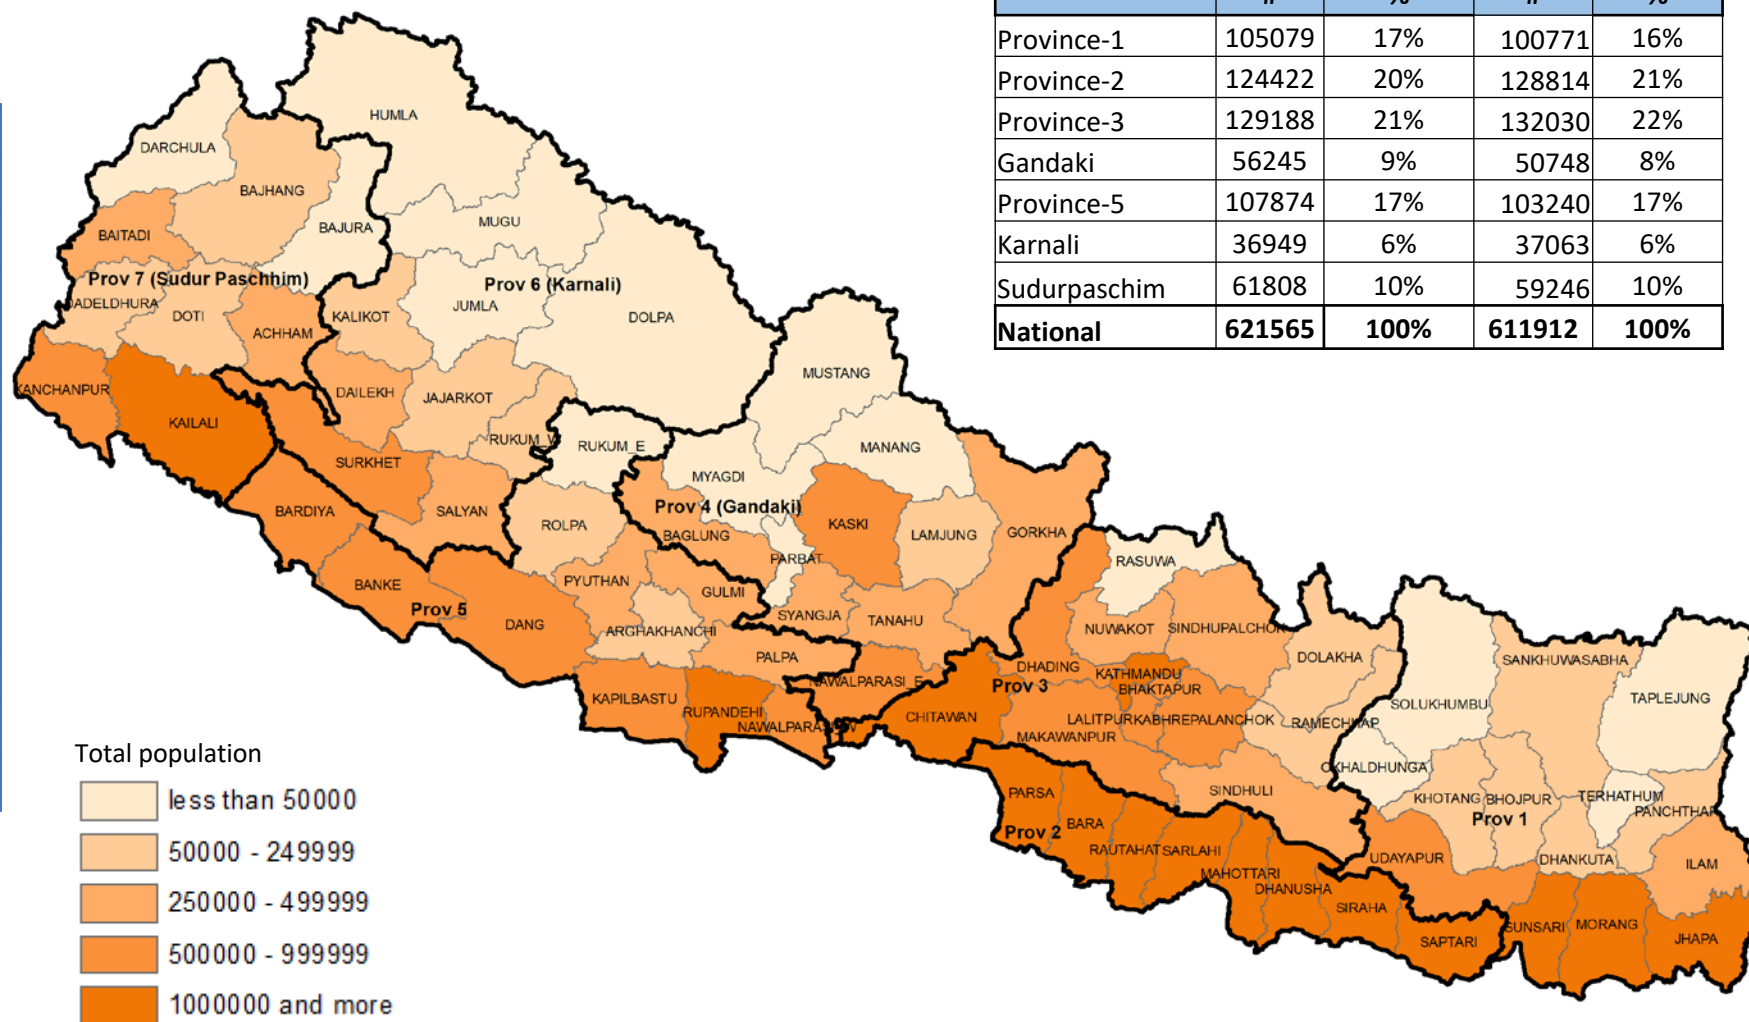 # % # %
Province-1 105079 17% 100771 16%
Province-2 124422 20% 128814 21%
Province-3 129188 21% 132030 22%
Gandaki 56245 9% 50748 8%
Province-5 107874 17% 103240 17%
Karnali 36949 6% 37063 6%
Sudurpaschim 61808 10% 59246 10%
National 621565 100% 611912 100%
HUMLA
DARCHULA
BAJHANG
MUGU
BAJURA
BAITADI
Prov 7 (Sudur Paschhim)
Prov 6 (Karnali)
DADELDHURA
JUMLA
DOTI
KALIKOT
DOLPA
ACHHAM
MUSTANG
KANCHANPUR
DAILEKH
JAJARKOT
KAILALI
RUKUM_W
RUKUM_E
MANANG
SURKHET
MYAGDI
Prov 4 (Gandaki)
BARDIYA
SALYAN
ROLPA
KASKI
BAGLUNG
LAMJUNG
GORKHA
PARBAT
RASUWA
BANKE
PYUTHAN
GULMI
Prov 5
SYANGJA
TANAHU
DANG
ARGHAKHANCHI
NUWAKOT
SINDHUPALCHOK
PALPA
DOLAKHA
SANKHUWASABHA
DHADING
KATHMANDU
NAWALPARASI_E
Prov 3
BHAKTAPUR
KAPILBASTU
TAPLEJUNG
SOLUKHUMBU
RUPANDEHI
CHITAWAN
NAWALPARASI_W
LALITPUR
KABHREPALANCHOK
RAMECHHAP
MAKAWANPUR
OKHALDHUNGA
PARSA
SINDHULI
KHOTANG
BHOJPUR
TERHATHUM
PANCHTHAR
Prov 1
BARA
Prov 2
RAUTAHAT
SARLAHI
UDAYAPUR
DHANKUTA
ILAM
MAHOTTARI
DHANUSHA
SIRAHA
SUNSARI
MORANG
SAPTARI
JHAPA
Total population
less than 50000
50000 - 249999
250000 - 499999
500000 - 999999
1000000 and more